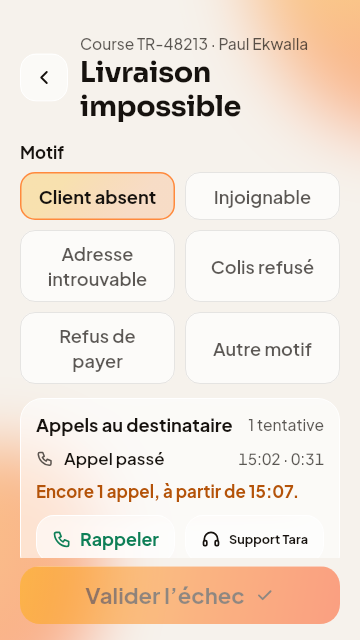 Course TR-48213 · Paul Ekwalla
Livraison
impossible
Motif
Client absent
Injoignable
Adresse
introuvable
Colis refusé
Refus de
payer
Autre motif
Appels au destinataire
1 tentative
Appel passé
15:02 · 0:31
Encore 1 appel, à partir de 15:07.
Rappeler
Support Tara
Valider l’échec